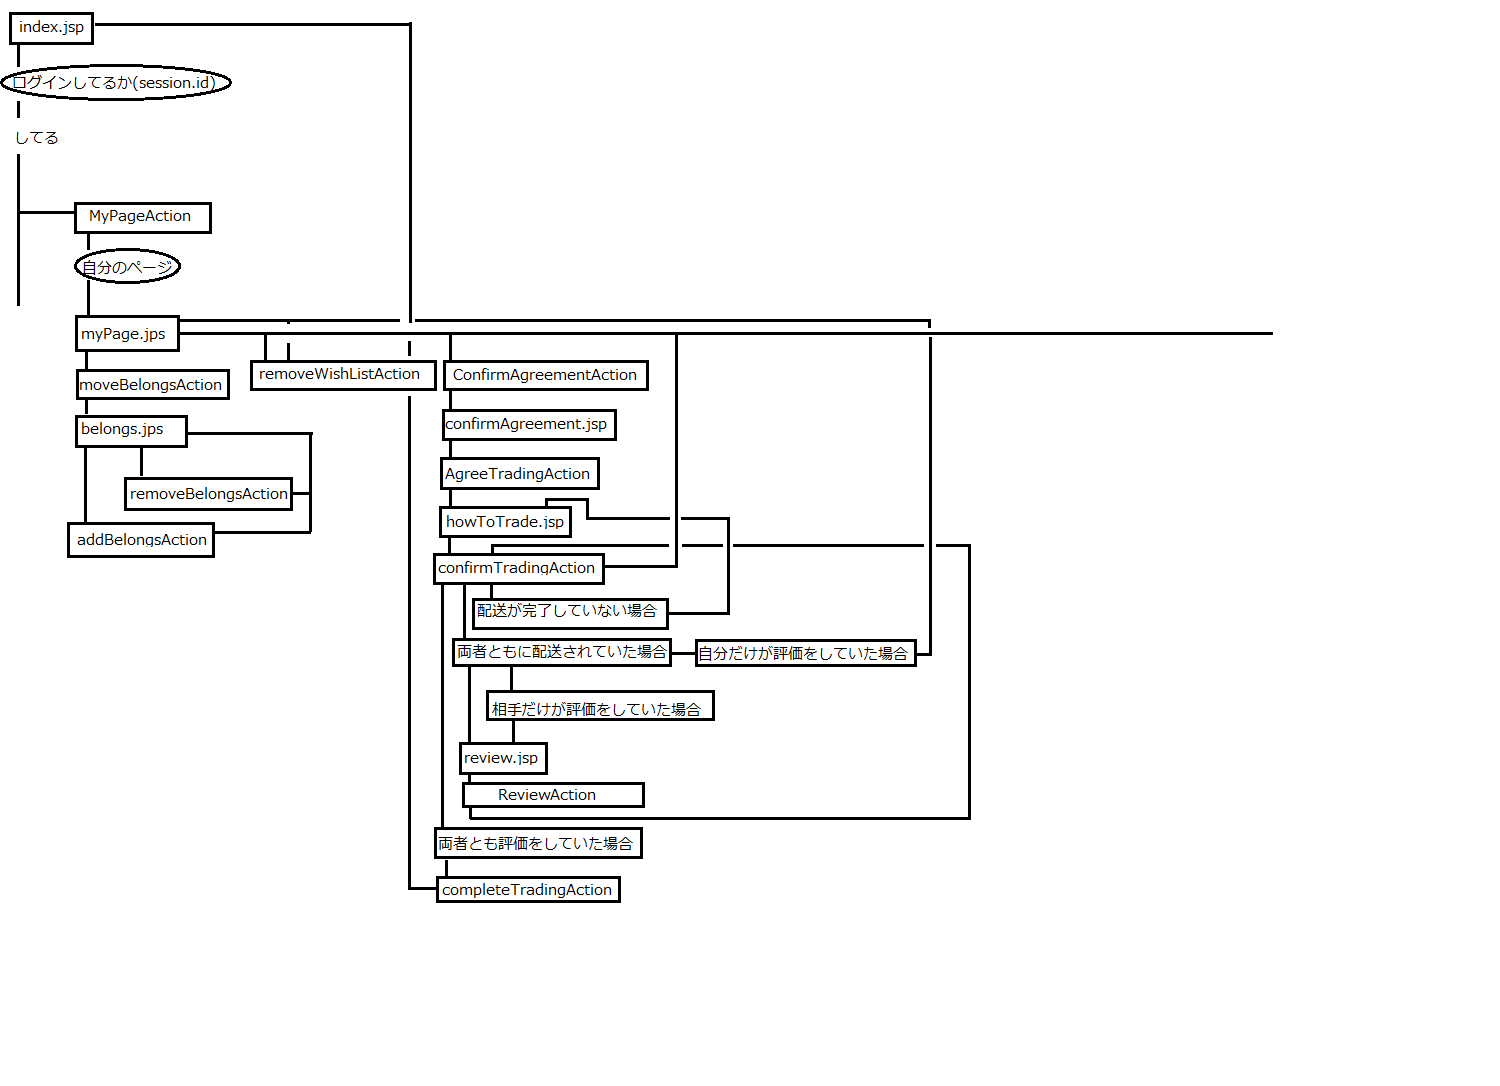 index.jsp
ログインしてるか(session.id)
してる
MyPageAction
自分のページ
myPage.jps
moveBelongsAction
belongs.jps
removeBelongsAction
addBelongsAction
removeWishListAction
ConfirmAgreementAction
confirmAgreement.jsp
AgreeTradingAction
howToTrade.jsp
confirmTradingAction
配送が完了していない場合
両者ともに配送されていた場合
自分だけが評価をしていた場合
相手だけが評価をしていた場合
review.jsp
ReviewAction
両者とも評価をしていた場合
completeTradingAction